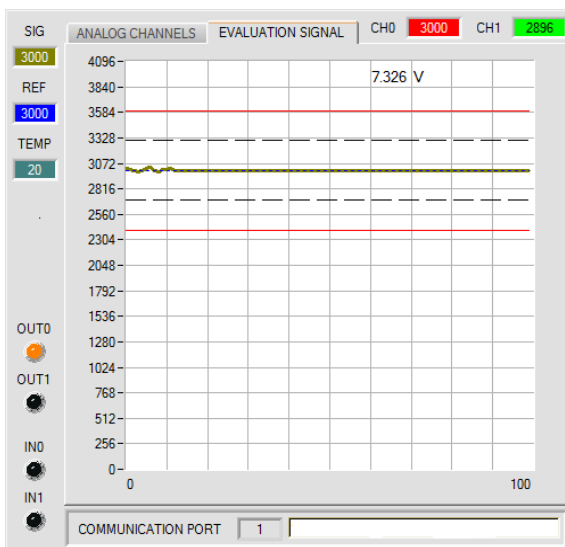 SIG
3000
REF
3000
TEMP
20
.
OUT0
OUT1
IN0
IN1
ANALOG CHANNELS EVALUATION SIGNAL CH0 3000 CH1 2896
7.326 V
4096
3840
3584
3328
3072
2816
2560
2304
2048
1792
1536
1280
1024
768
512
256
0
0 100
COMMUNICATION PORT 1